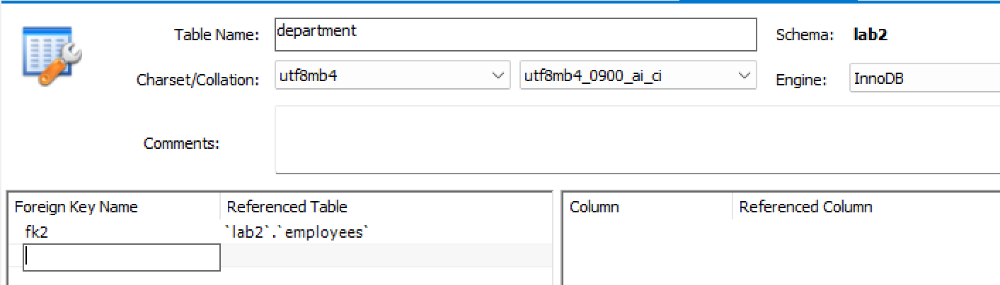 Table Name: department Schema: lab2
Charset/Collation: utf8mb4 utf8mb4_0900_ai_ci Engine: InnoDB
Comments:
Foreign Key Name Referenced Table Column Referenced Column
fk2 `lab2`.`employees`